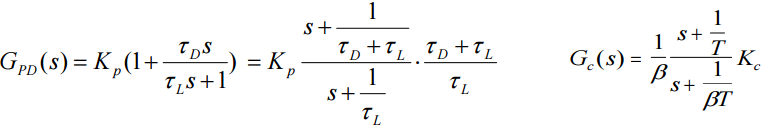 G_{PD}(s) = K_p(1 + \frac{\tau_D s}{\tau_L s + 1}) = K_p \frac{s + \frac{1}{\tau_D + \tau_L}}{s + \frac{1}{\tau_L}} \cdot \frac{\tau_D + \tau_L}{\tau_L} G_c(s) = \frac{1}{\beta} \frac{s + \frac{1}{T}}{s + \frac{1}{\beta T}} K_c